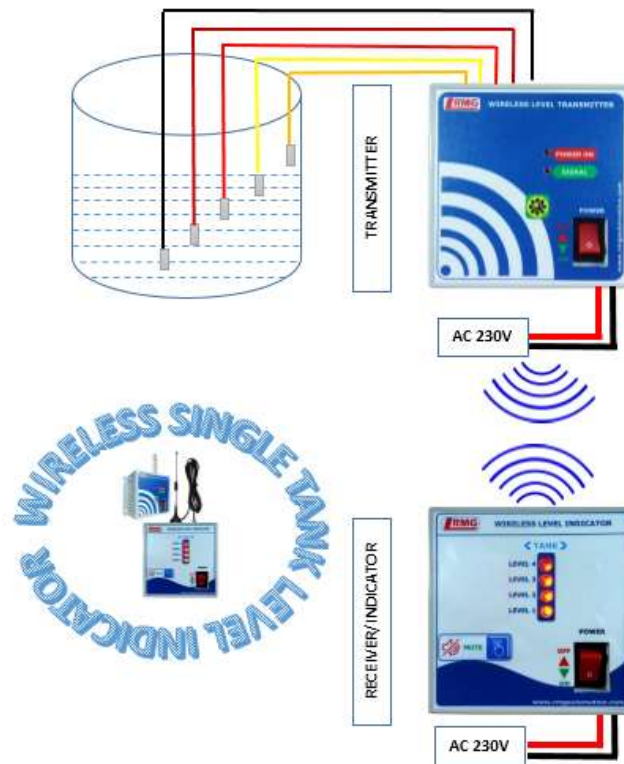 RMG
WIRELESS LEVEL TRANSMITTER
POWER ON
SIGNAL
POWER
TRANSMITTER
AC 230V
WIRELESS SINGLE TANK LEVEL INDICATOR
RMG
WIRELESS LEVEL INDICATOR
< TANK >
LEVEL 4
LEVEL 3
LEVEL 2
LEVEL 1
POWER
OFF
ON
MUTE
RECEIVER/INDICATOR
AC 230V